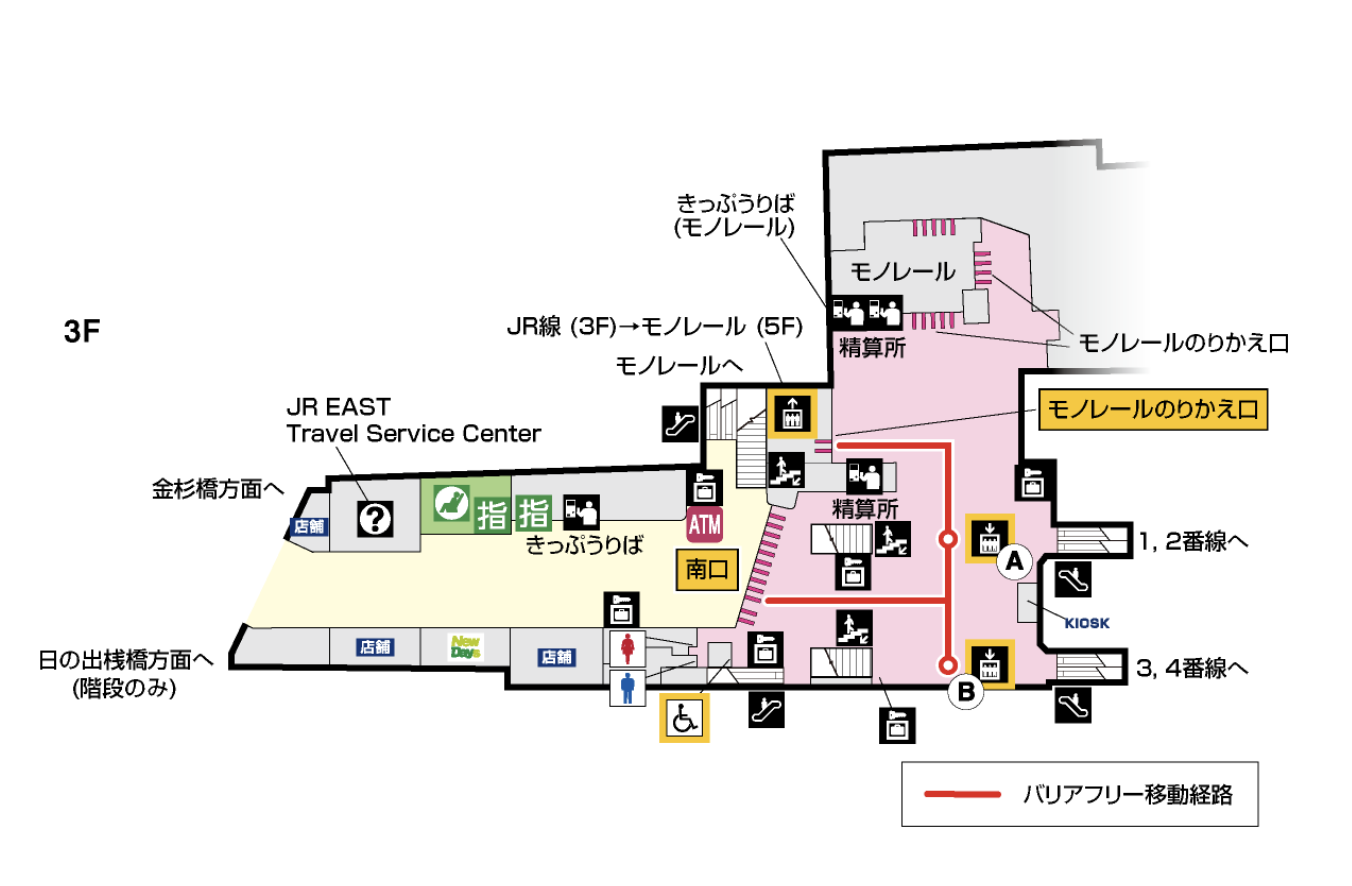 きっぷうりば
(モノレール)
モノレール
3F
JR線 (3F)→モノレール (5F)
精算所
モノレールのりかえ口
モノレールへ
モノレールのりかえ口
JR EAST
Travel Service Center
金杉橋方面へ
店舗
指
指
ATM
精算所
きっぷうりば
南口
A
1, 2番線へ
KIOSK
店舗
New
Days
店舗
日の出桟橋方面へ
(階段のみ)
3, 4番線へ
B
バリアフリー移動経路